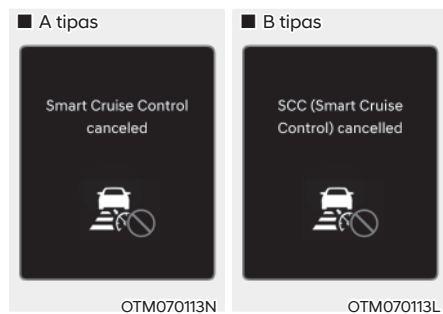 ■ A tipas
Smart Cruise Control
canceled
OTM070113N
■ B tipas
SCC (Smart Cruise
Control) cancelled
OTM070113L